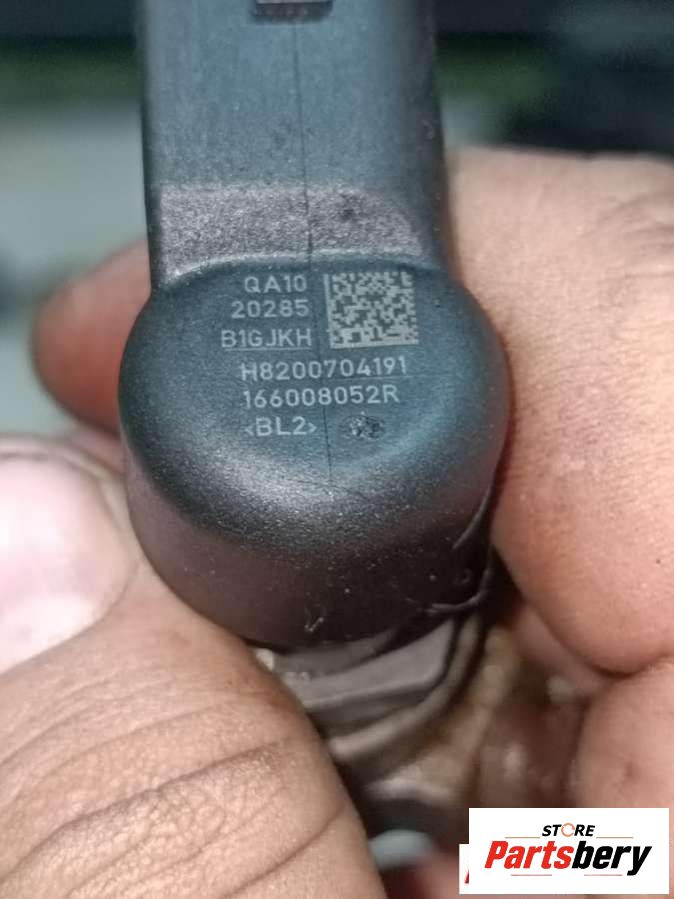 QA10
20285
B1GJKH
H8200704191
166008052R
<BL2>
STORE
Partsbery